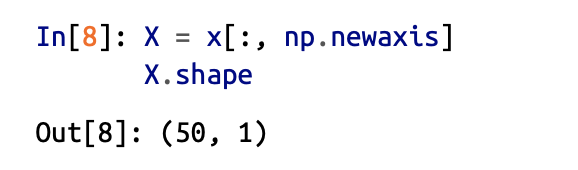 In[8]: X = x[:, np.newaxis]
X.shape
Out[8]: (50, 1)